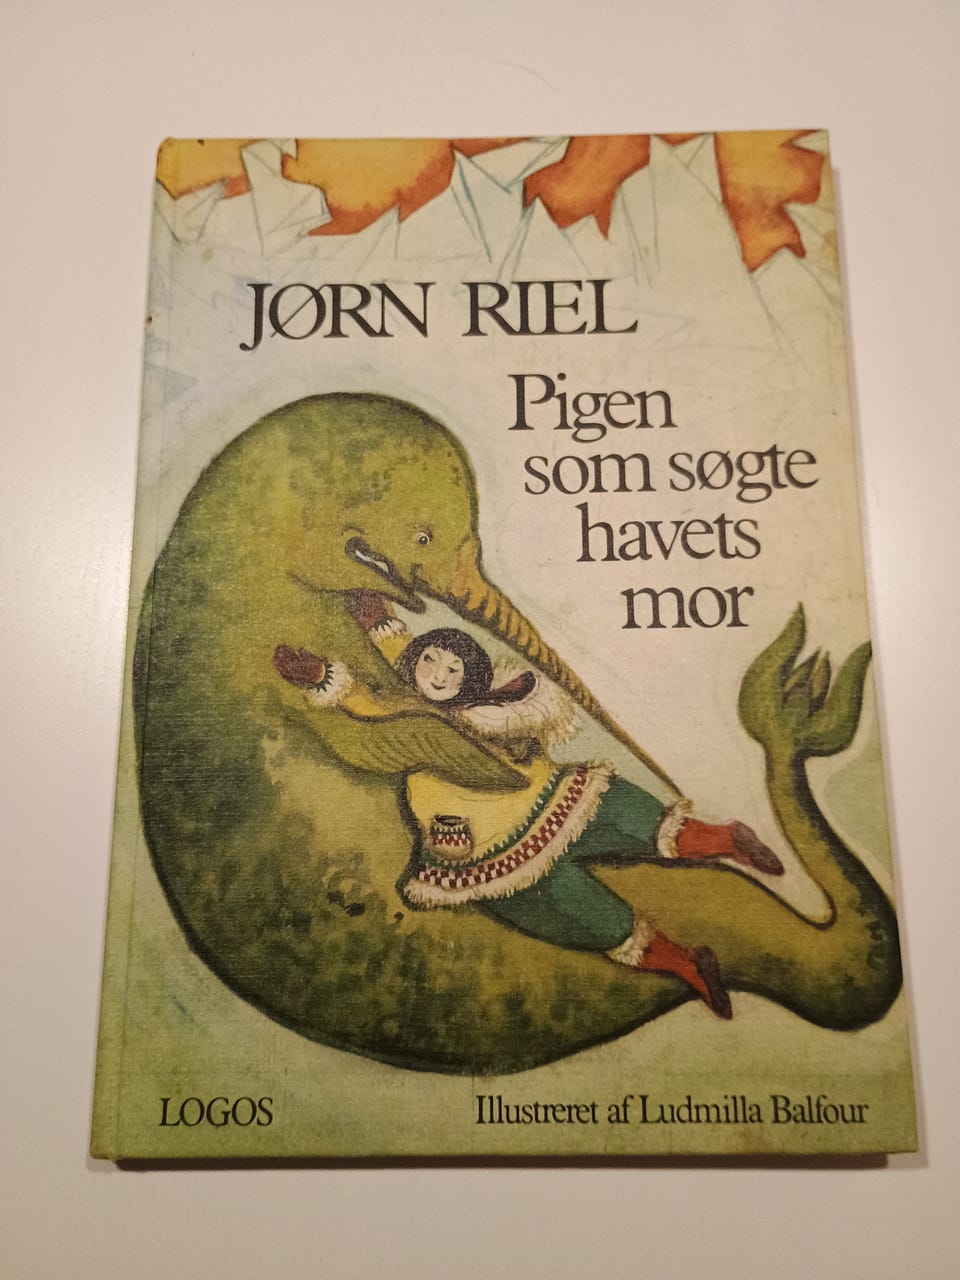 JØRN RIEL
Pigen
som søgte
havets
mor
LOGOS
Illustreret af Ludmilla Balfour